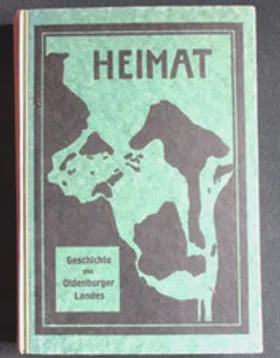 HEIMAT
Geschichte
des
Oldenburger
Landes